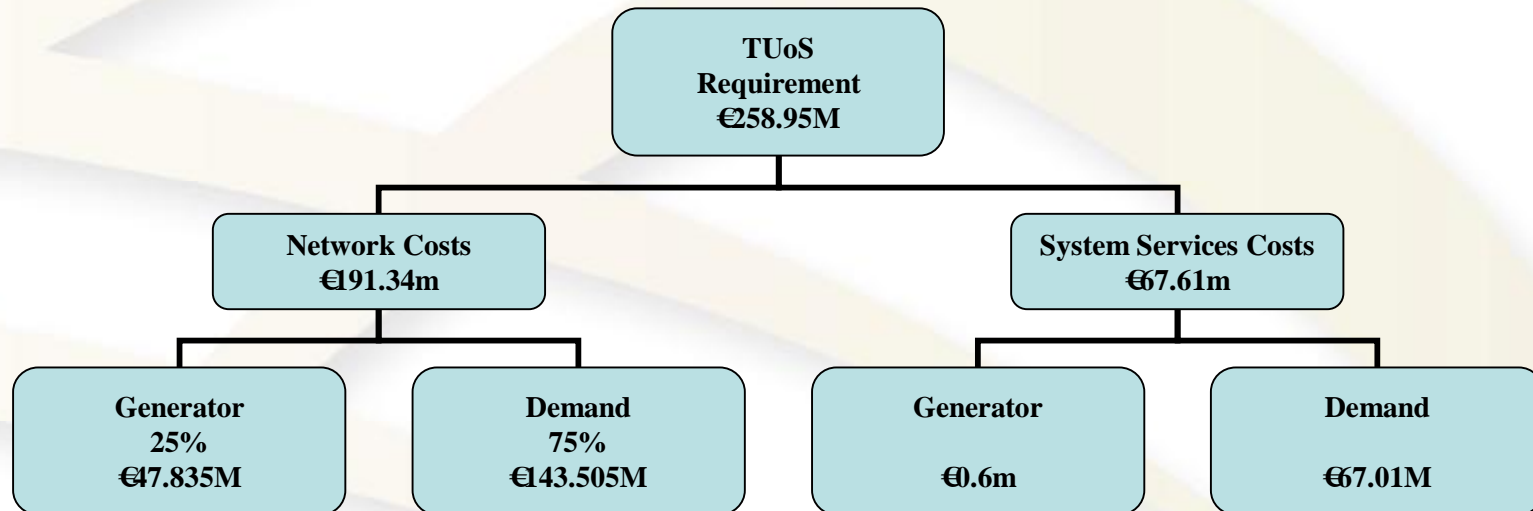 TUoS
Requirement
€258.95M
Network Costs
€191.34m
System Services Costs
€67.61m
Generator
25%
€47.835M
Demand
75%
€143.505M
Generator
€0.6m
Demand
€67.01M